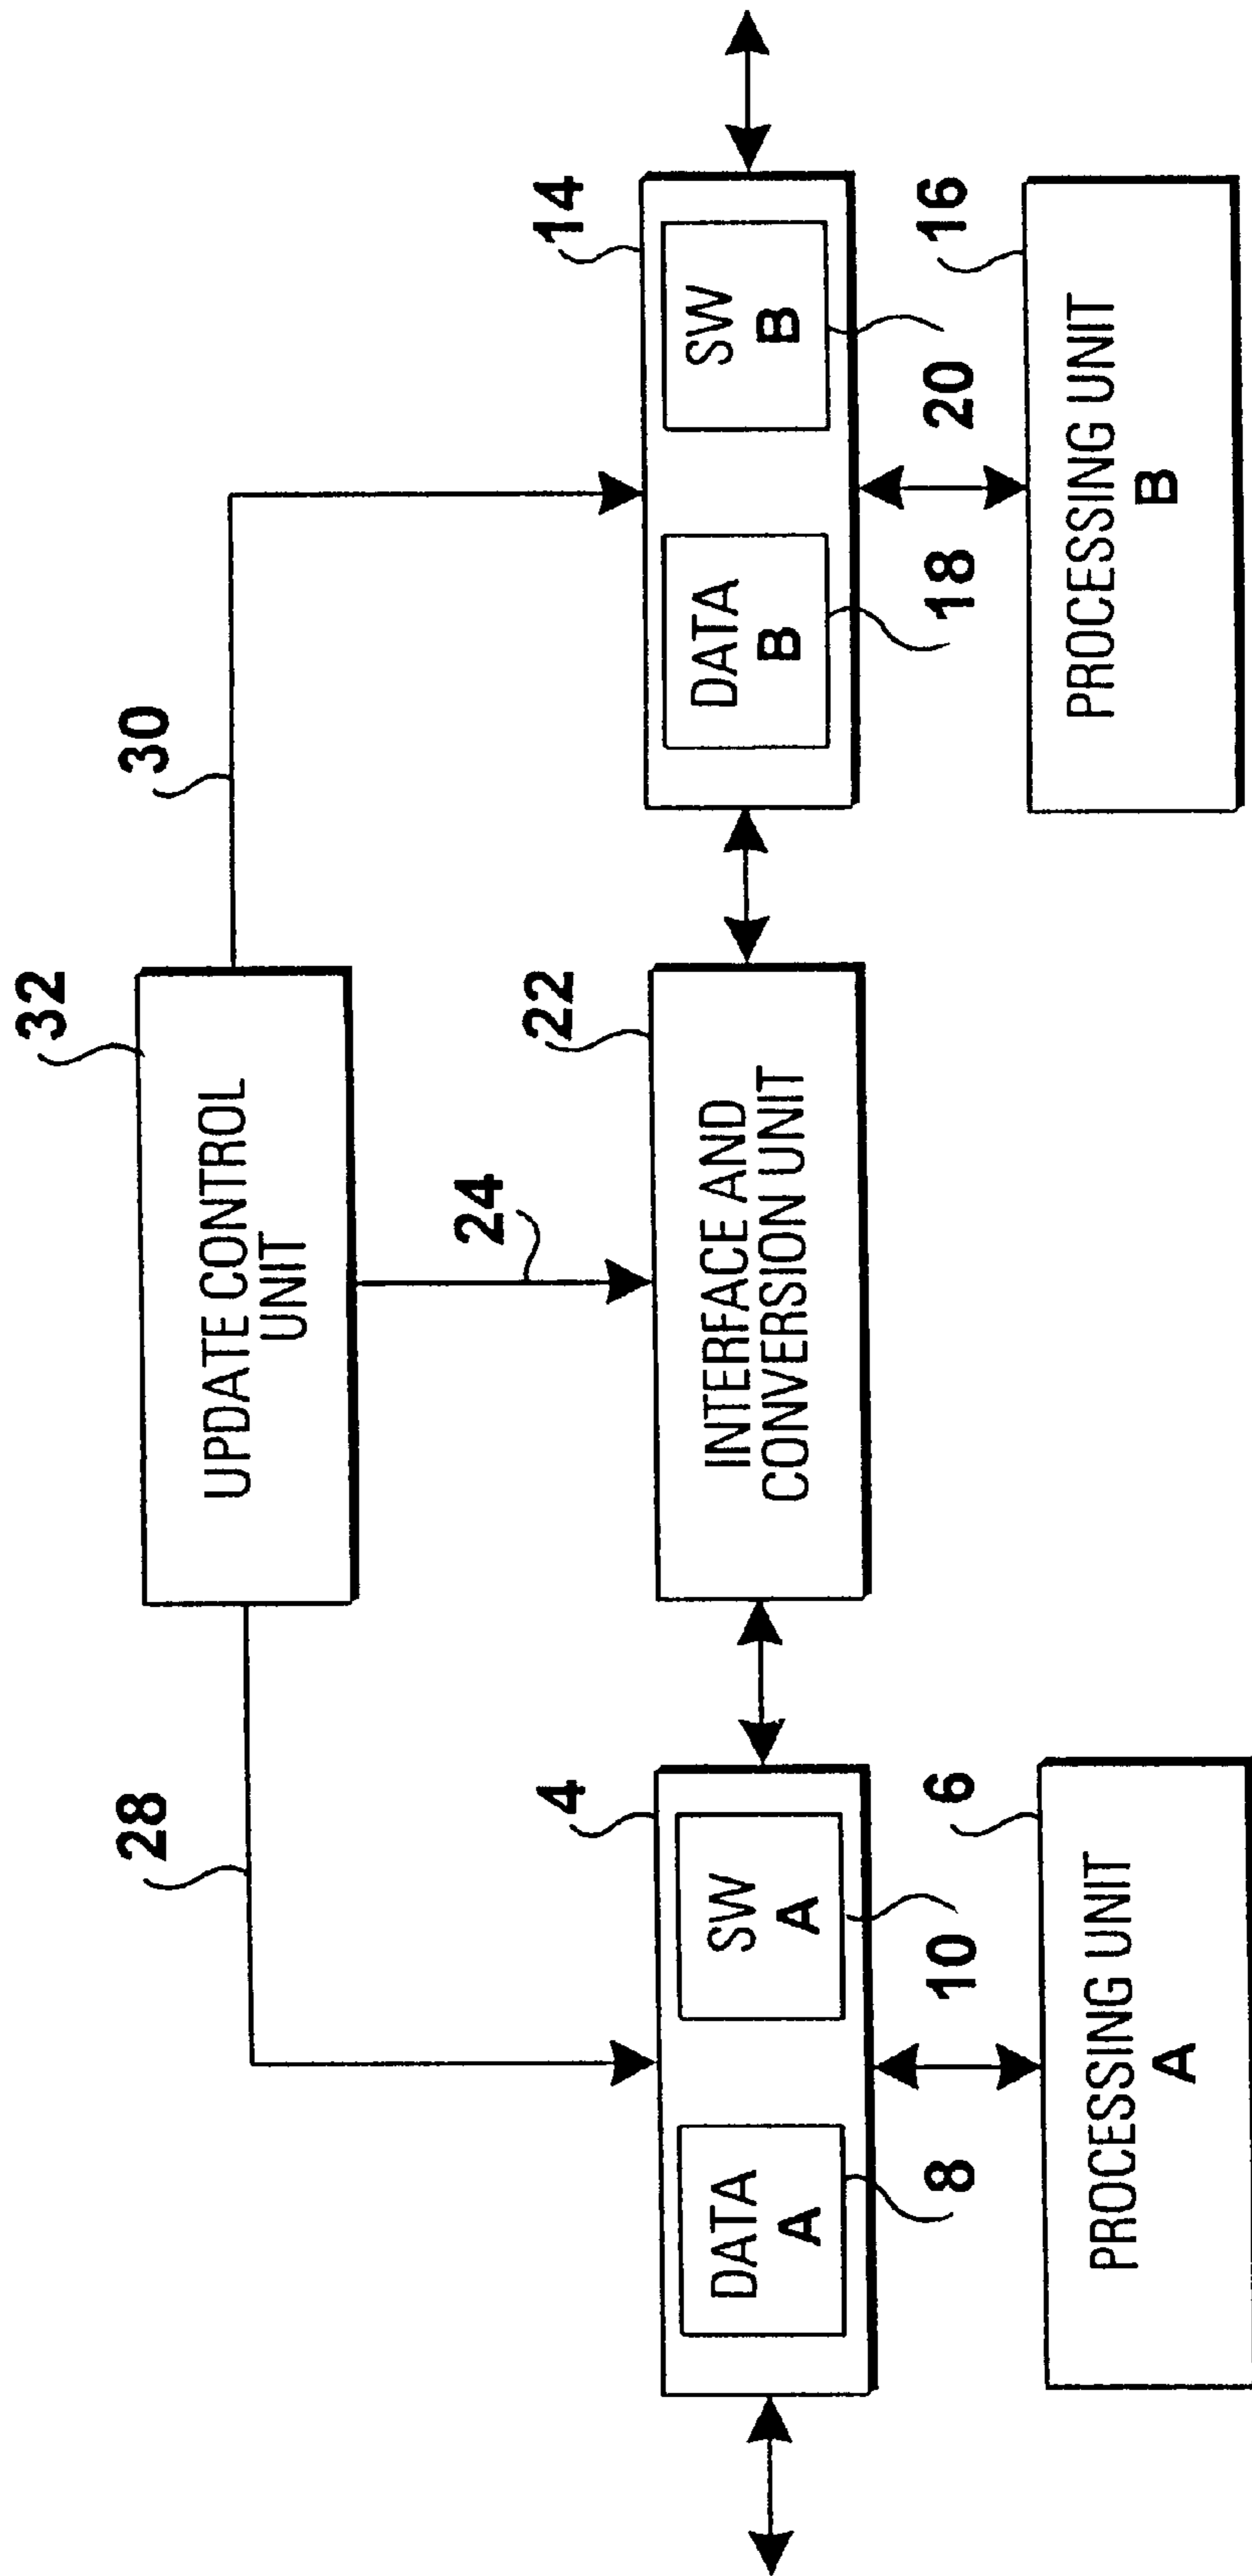 32
UPDATE CONTROL
UNIT
28
30
24
4
DATA
A
SW
A
22
INTERFACE AND
CONVERSION UNIT
14
DATA
B
SW
B
8
10
6
18
20
16
PROCESSING UNIT
A
PROCESSING UNIT
B